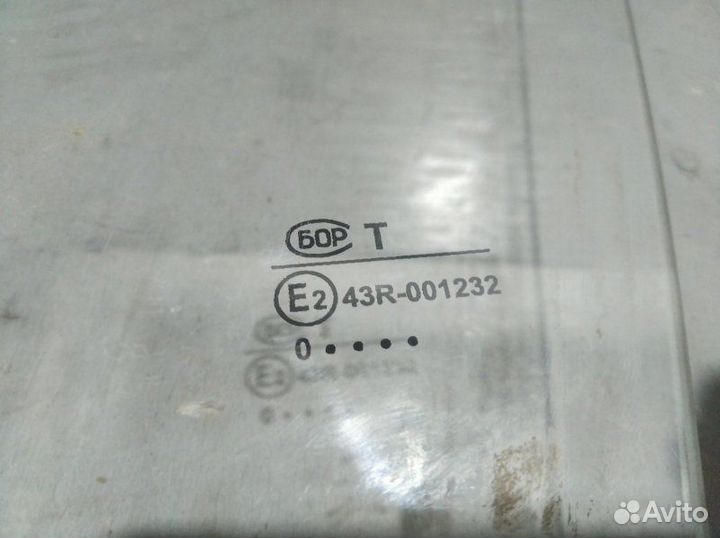 БОР Т
E2 43R-001232
0 • • • •
Avito